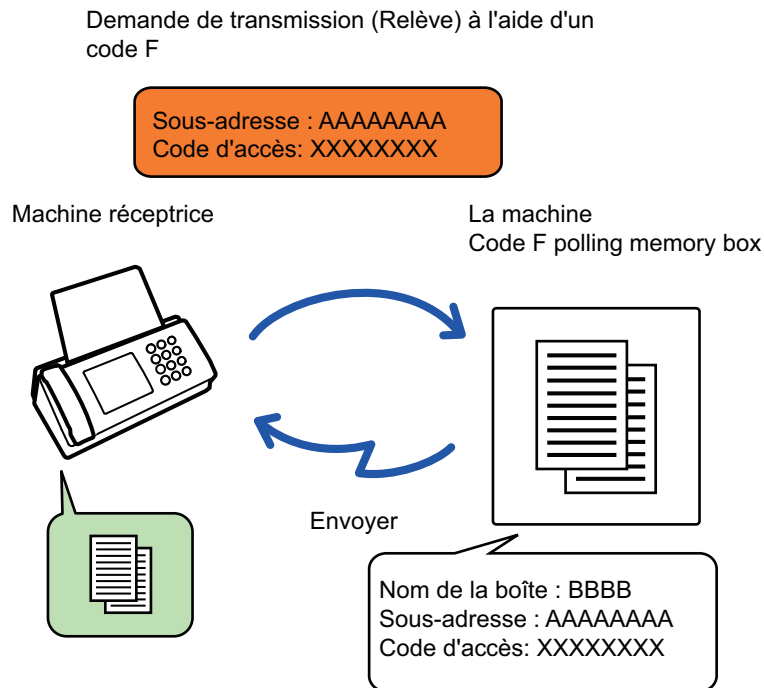 Demande de transmission (Relève) à l'aide d'un
code F
Sous-adresse : AAAAAAAA
Code d'accès: XXXXXXXX
Machine réceptrice
La machine
Code F polling memory box
Envoyer
Nom de la boîte : BBBB
Sous-adresse : AAAAAAAA
Code d'accès: XXXXXXXX